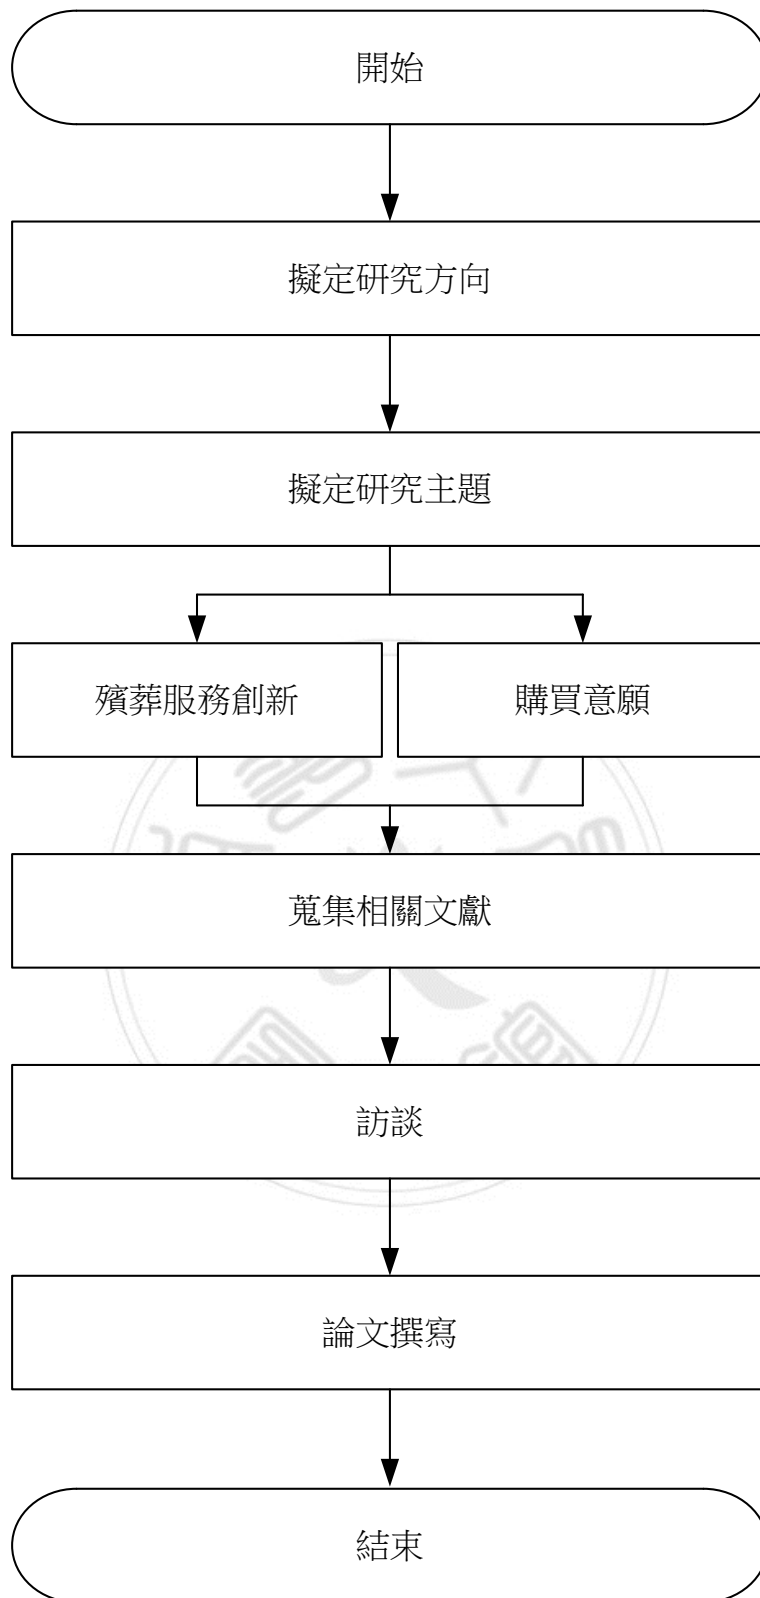 開始
擬定研究方向
擬定研究主題
殯葬服務創新
購買意願
蒐集相關文獻
訪談
論文撰寫
結束